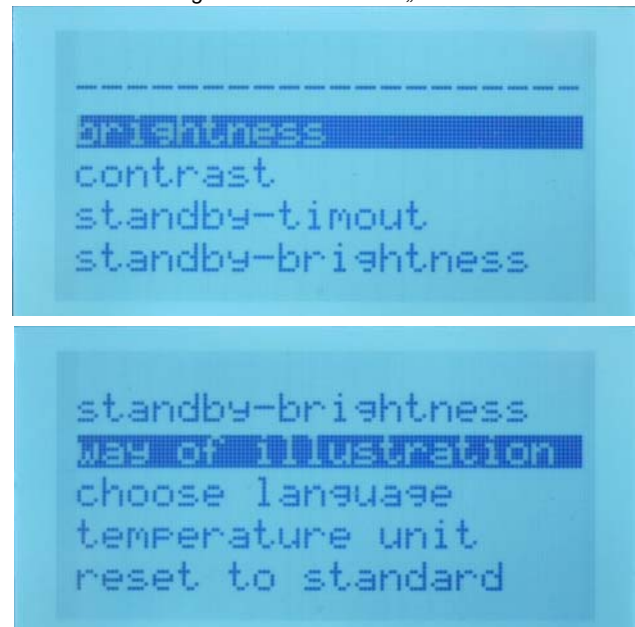 --------------------
brightness
contrast
standby-timout
standby-brightness
standby-brightness
way of illustration
choose language
temperature unit
reset to standard